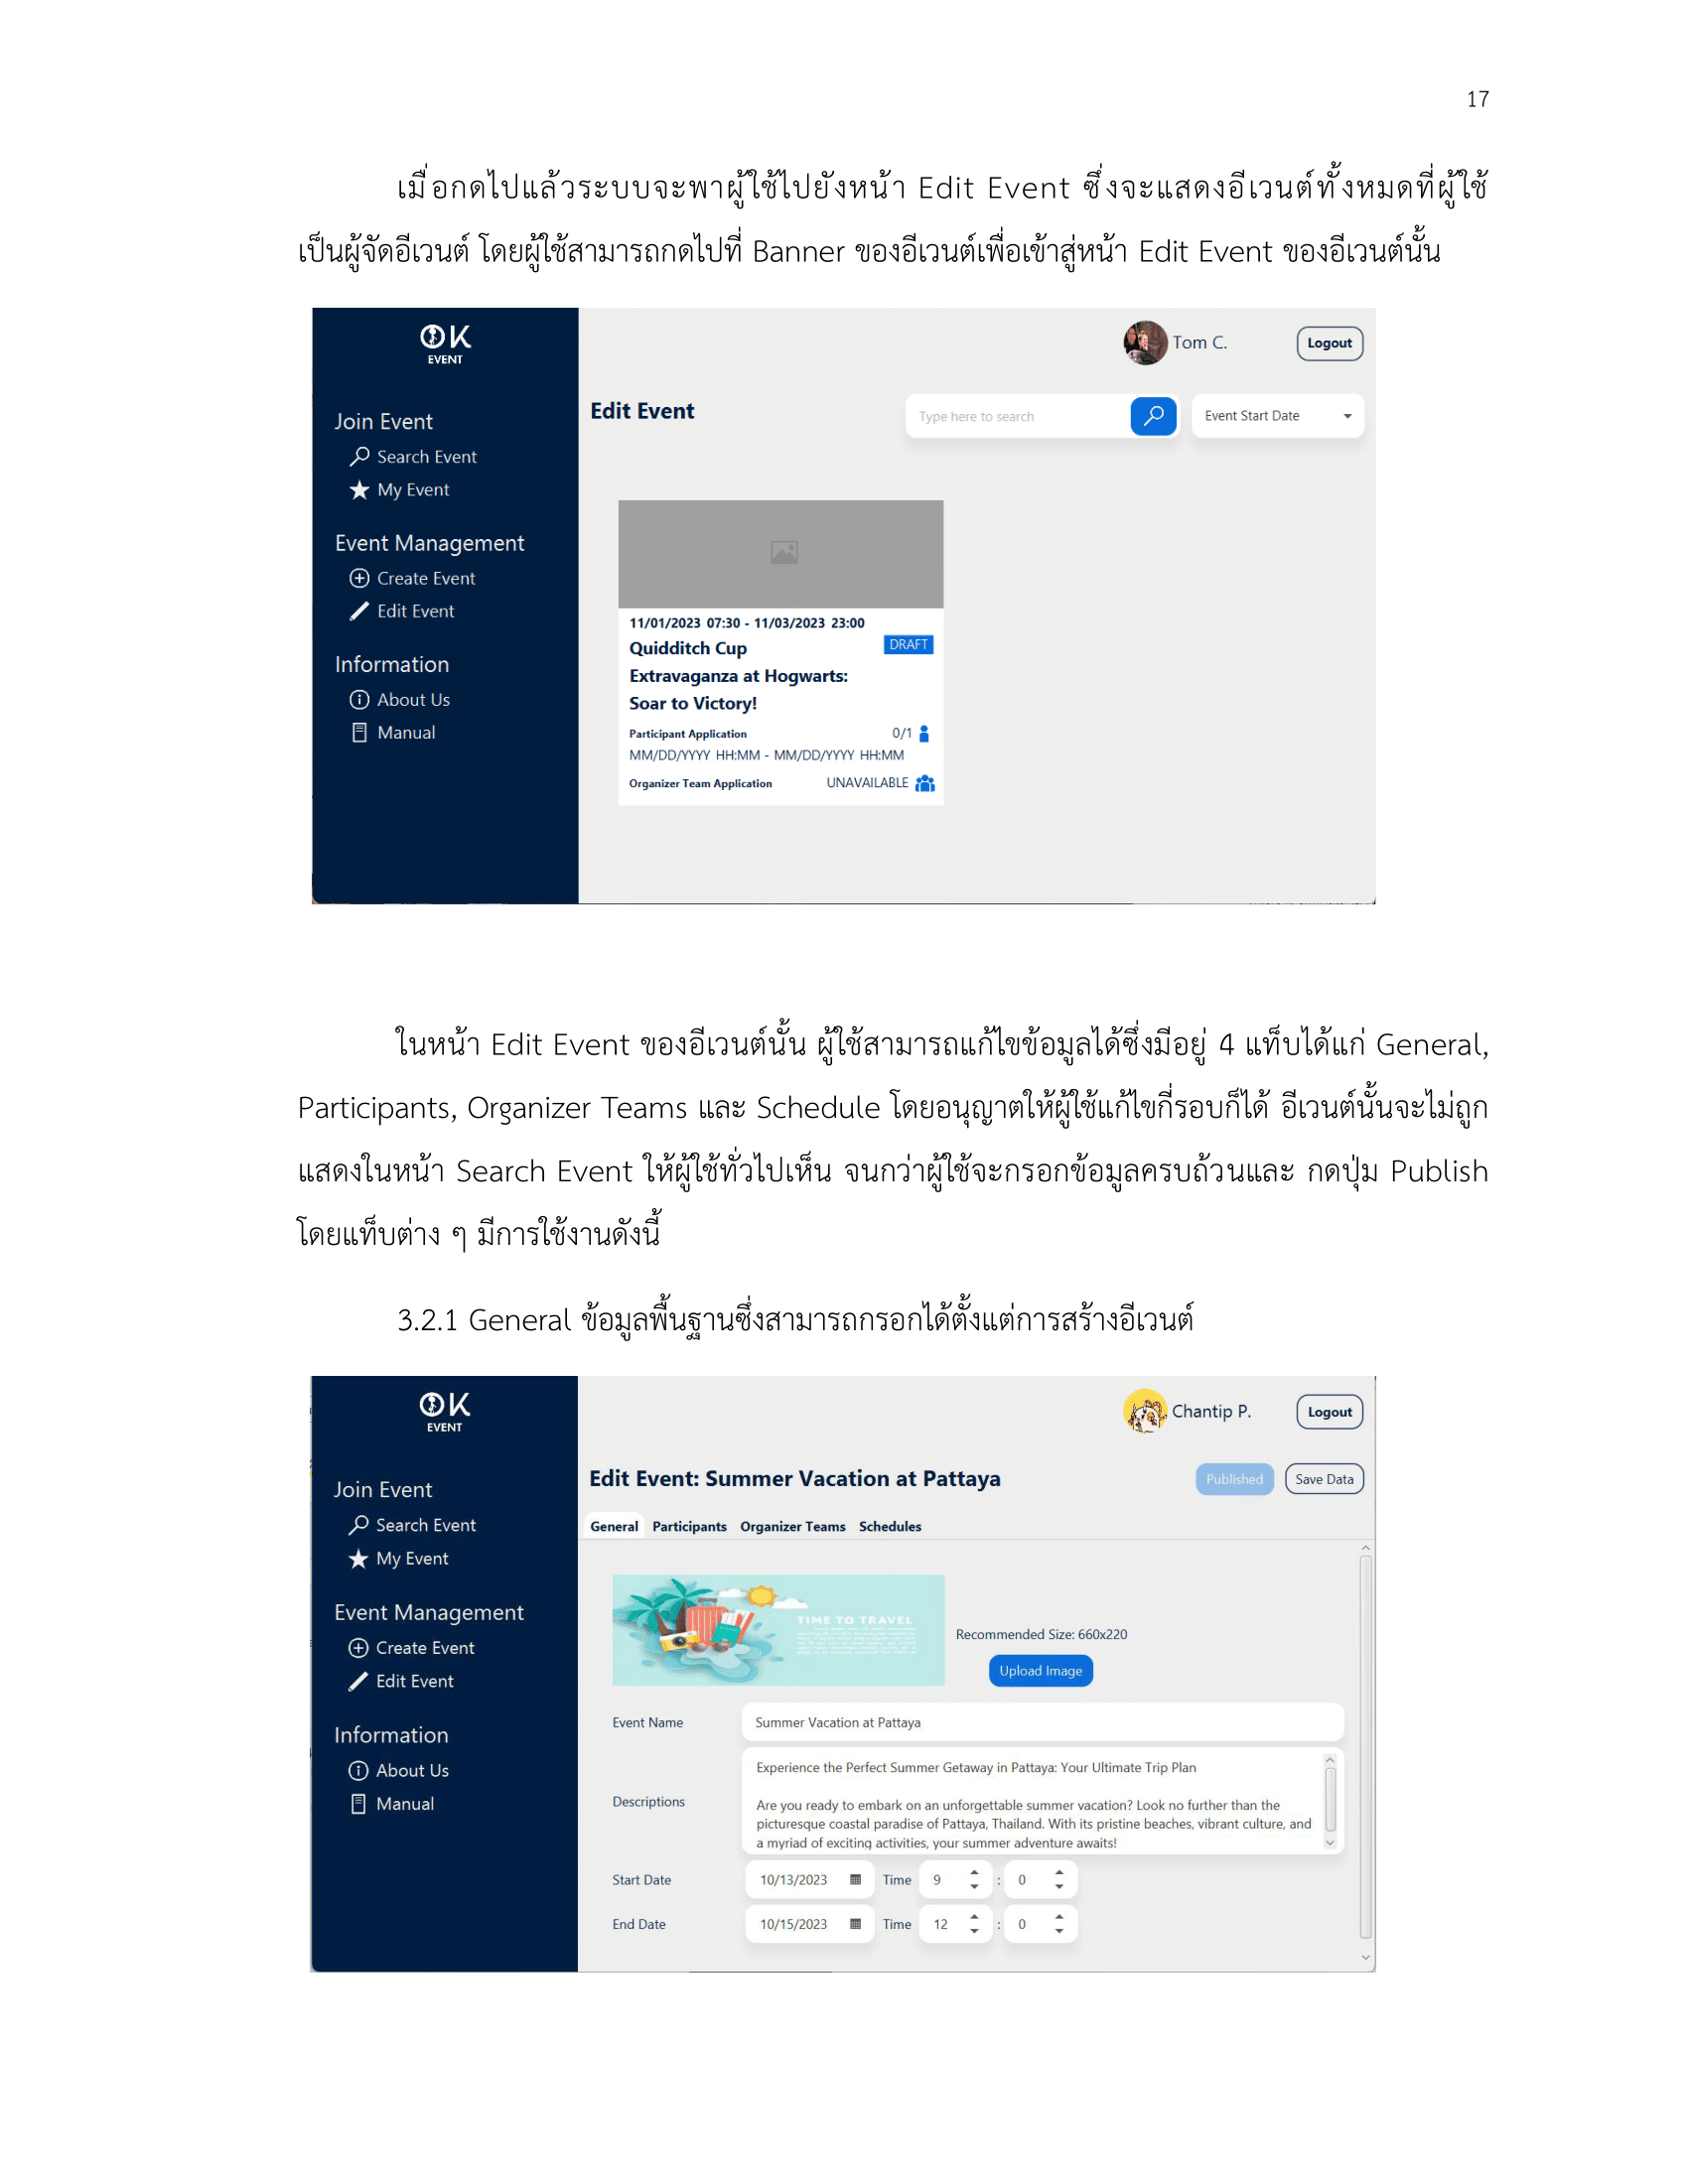 17
เมื่อกดไปแล้วระบบจะพาผู้ใช้ไปยังหน้า Edit Event ซึ่งจะแสดงอีเวนต์ทั้งหมดที่ผู้ใช้
เป็นผู้จัดอีเวนต์ โดยผู้ใช้สามารถกดไปที่ Banner ของอีเวนต์เพื่อเข้าสู่หน้า Edit Event ของอีเวนต์นั้น
OK
EVENT
Tom C.
Logout
Join Event
Search Event
My Event
Event Management
Create Event
Edit Event
Information
About Us
Manual
Edit Event
Type here to search
Event Start Date
11/01/2023 07:30 - 11/03/2023 23:00
Quidditch Cup
DRAFT
Extravaganza at Hogwarts:
Soar to Victory!
Participant Application 0/1
MM/DD/YYYY HH:MM - MM/DD/YYYY HH:MM
Organizer Team Application UNAVAILABLE
ในหน้า Edit Event ของอีเวนต์นั้น ผู้ใช้สามารถแก้ไขข้อมูลได้ซึ่งมีอยู่ 4 แท็บได้แก่ General,
Participants, Organizer Teams และ Schedule โดยอนุญาตให้ผู้ใช้แก้ไขกี่รอบก็ได้ อีเวนต์นั้นจะไม่ถูก
แสดงในหน้า Search Event ให้ผู้ใช้ทั่วไปเห็น จนกว่าผู้ใช้จะกรอกข้อมูลครบถ้วนและ กดปุ่ม Publish
โดยแท็บต่าง ๆ มีการใช้งานดังนี้
3.2.1 General ข้อมูลพื้นฐานซึ่งสามารถกรอกได้ตั้งแต่การสร้างอีเวนต์
OK
EVENT
Chantip P.
Logout
Join Event
Search Event
My Event
Event Management
Create Event
Edit Event
Information
About Us
Manual
Edit Event: Summer Vacation at Pattaya
Published
Save Data
General Participants Organizer Teams Schedules
TIME TO TRAVEL
Recommended Size: 660x220
Upload Image
Event Name Summer Vacation at Pattaya
Descriptions
Experience the Perfect Summer Getaway in Pattaya: Your Ultimate Trip Plan
Are you ready to embark on an unforgettable summer vacation? Look no further than the
picturesque coastal paradise of Pattaya, Thailand. With its pristine beaches, vibrant culture, and
a myriad of exciting activities, your summer adventure awaits!
Start Date 10/13/2023 Time 9 : 0
End Date 10/15/2023 Time 12 : 0